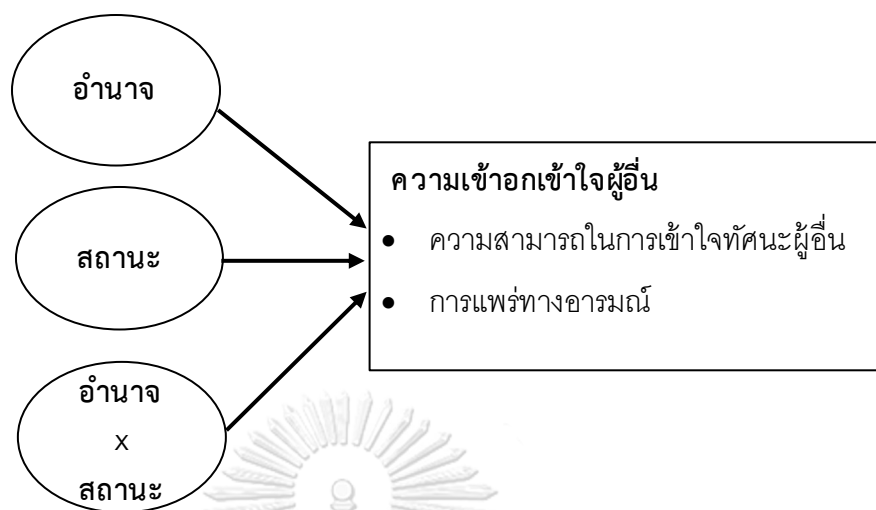 อำนาจ
สถานะ
อำนาจ
x
สถานะ
ความเข้าอกเข้าใจผู้อื่น
• ความสามารถในการเข้าใจทัศนะผู้อื่น
• การแพร่ทางอารมณ์